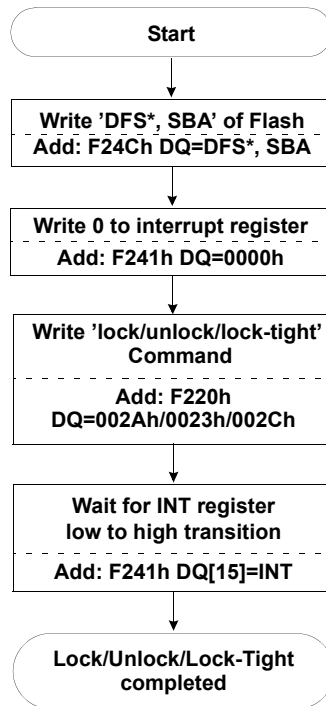 Start
Write ’DFS*, SBA’ of Flash
Add: F24Ch DQ=DFS*, SBA
Write 0 to interrupt register
Add: F241h DQ=0000h
Write ’lock/unlock/lock-tight’
Command
Add: F220h
DQ=002Ah/0023h/002Ch
Wait for INT register
low to high transition
Add: F241h DQ[15]=INT
Lock/Unlock/Lock-Tight
completed